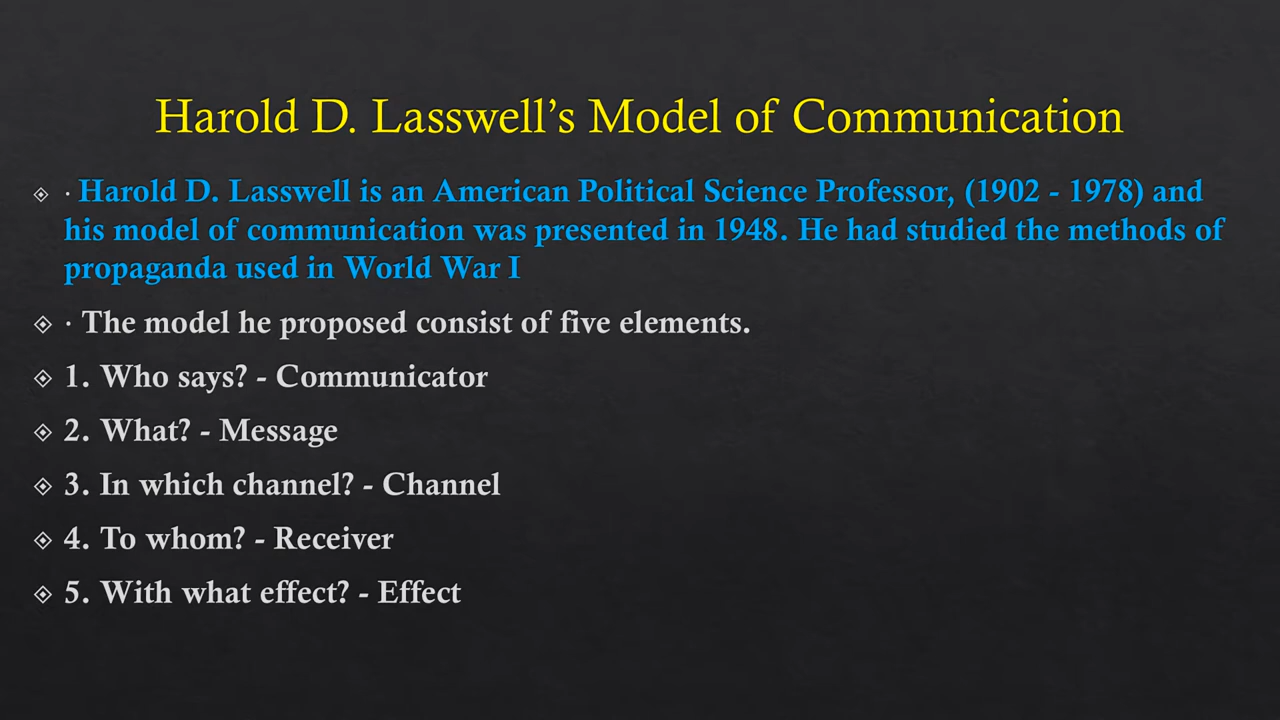 Harold D. Lasswell’s Model of Communication
· Harold D. Lasswell is an American Political Science Professor, (1902 - 1978) and
his model of communication was presented in 1948. He had studied the methods of
propaganda used in World War I
· The model he proposed consist of five elements.
1. Who says? - Communicator
2. What? - Message
3. In which channel? - Channel
4. To whom? - Receiver
5. With what effect? - Effect